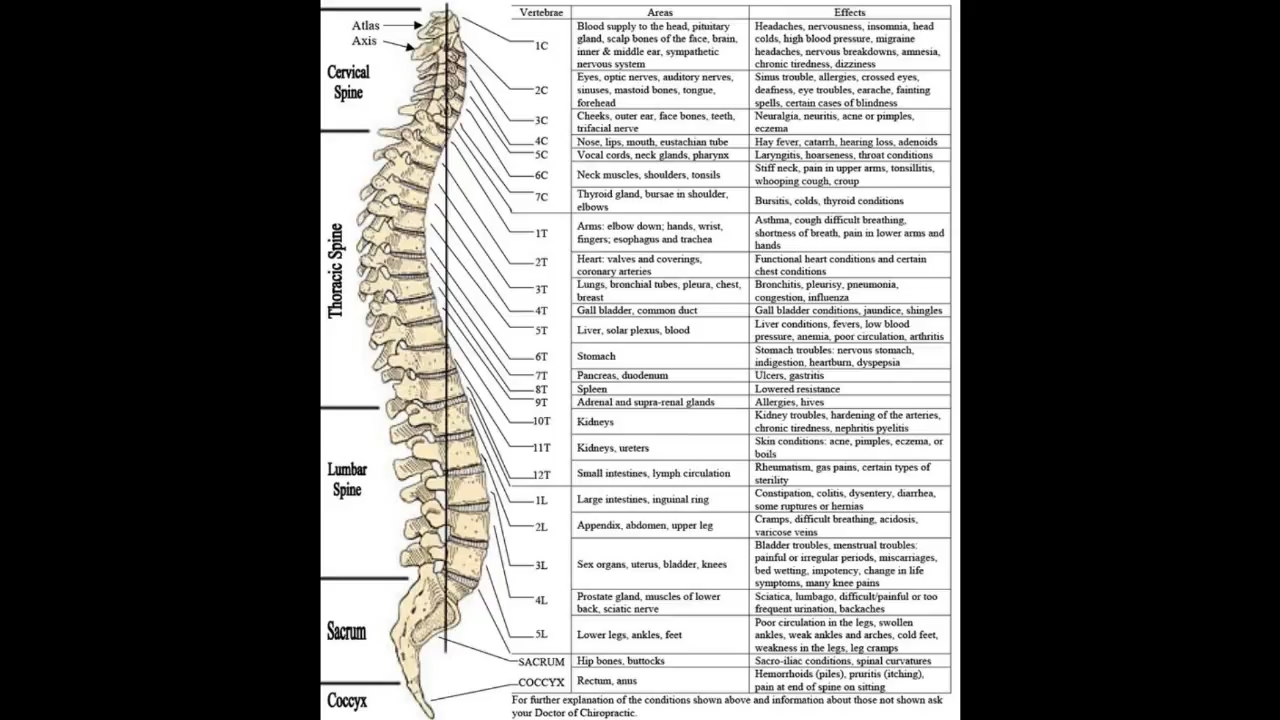 Vertebrae Areas Effects
Atlas
Axis
Cervical
Spine
Thoracic Spine
Lumbar
Spine
Sacrum
Coccyx
1C
Blood supply to the head, pituitary
gland, scalp bones of the face, brain,
inner & middle ear, sympathetic
nervous system
Headaches, nervousness, insomnia, head
colds, high blood pressure, migraine
headaches, nervous breakdowns, amnesia,
chronic tiredness, dizziness
2C
Eyes, optic nerves, auditory nerves,
sinuses, mastoid bones, tongue,
forehead
Sinus trouble, allergies, crossed eyes,
deafness, eye troubles, earache, fainting
spells, certain cases of blindness
3C
Cheeks, outer ear, face bones, teeth,
trifacial nerve
Neuralgia, neuritis, acne or pimples,
eczema
4C
Nose, lips, mouth, eustachian tube
Hay fever, catarrh, hearing loss, adenoids
5C
Vocal cords, neck glands, pharynx
Laryngitis, hoarseness, throat conditions
6C
Neck muscles, shoulders, tonsils
Stiff neck, pain in upper arms, tonsillitis,
whooping cough, croup
7C
Thyroid gland, bursae in shoulder,
elbows
Bursitis, colds, thyroid conditions
1T
Arms: elbow down; hands, wrist,
fingers; esophagus and trachea
Asthma, cough difficult breathing,
shortness of breath, pain in lower arms and
hands
2T
Heart: valves and coverings,
coronary arteries
Functional heart conditions and certain
chest conditions
3T
Lungs, bronchial tubes, pleura, chest,
breast
Bronchitis, pleurisy, pneumonia,
congestion, influenza
4T
Gall bladder, common duct
Gall bladder conditions, jaundice, shingles
5T
Liver, solar plexus, blood
Liver conditions, fevers, low blood
pressure, anemia, poor circulation, arthritis
6T
Stomach
Stomach troubles: nervous stomach,
indigestion, heartburn, dyspepsia
7T
Pancreas, duodenum
Ulcers, gastritis
8T
Spleen
Lowered resistance
9T
Adrenal and supra-renal glands
Allergies, hives
10T
Kidneys
Kidney troubles, hardening of the arteries,
chronic tiredness, nephritis pyelitis
11T
Kidneys, ureters
Skin conditions: acne, pimples, eczema, or
boils
12T
Small intestines, lymph circulation
Rheumatism, gas pains, certain types of
sterility
1L
Large intestines, inguinal ring
Constipation, colitis, dysentery, diarrhea,
some ruptures or hernias
2L
Appendix, abdomen, upper leg
Cramps, difficult breathing, acidosis,
varicose veins
3L
Sex organs, uterus, bladder, knees
Bladder troubles, menstrual troubles:
painful or irregular periods, miscarriages,
bed wetting, impotency, change in life
symptoms, many knee pains
4L
Prostate gland, muscles of lower
back, sciatic nerve
Sciatica, lumbago, difficult/painful or too
frequent urination, backaches
5L
Lower legs, ankles, feet
Poor circulation in the legs, swollen
ankles, weak ankles and arches, cold feet,
weakness in the legs, leg cramps
SACRUM
Hip bones, buttocks
Sacro-iliac conditions, spinal curvatures
COCCYX
Rectum, anus
Hemorrhoids (piles), pruritis (itching),
pain at end of spine on sitting
For further explanation of the conditions shown above and information about those not shown ask
your Doctor of Chiropractic.